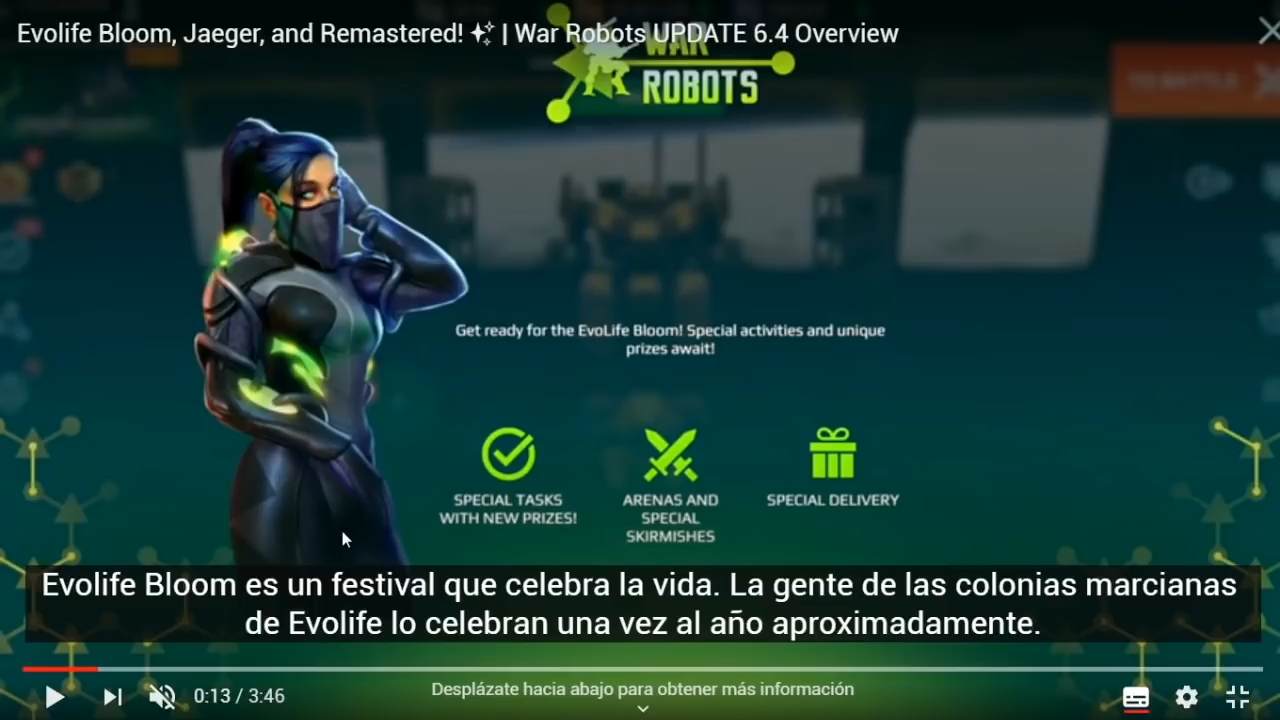 Evolife Bloom, Jaeger, and Remastered! ✨ | War Robots UPDATE 6.4 Overview
WAR
ROBOTS
TO BATTLE
Get ready for the EvoLife Bloom! Special activities and unique
prizes await!
SPECIAL TASKS
WITH NEW PRIZES!
ARENAS AND
SPECIAL
SKIRMISHES
SPECIAL DELIVERY
Evolife Bloom es un festival que celebra la vida. La gente de las colonias marcianas
de Evolife lo celebran una vez al año aproximadamente.
0:13 / 3:46
Desplázate hacia abajo para obtener más información